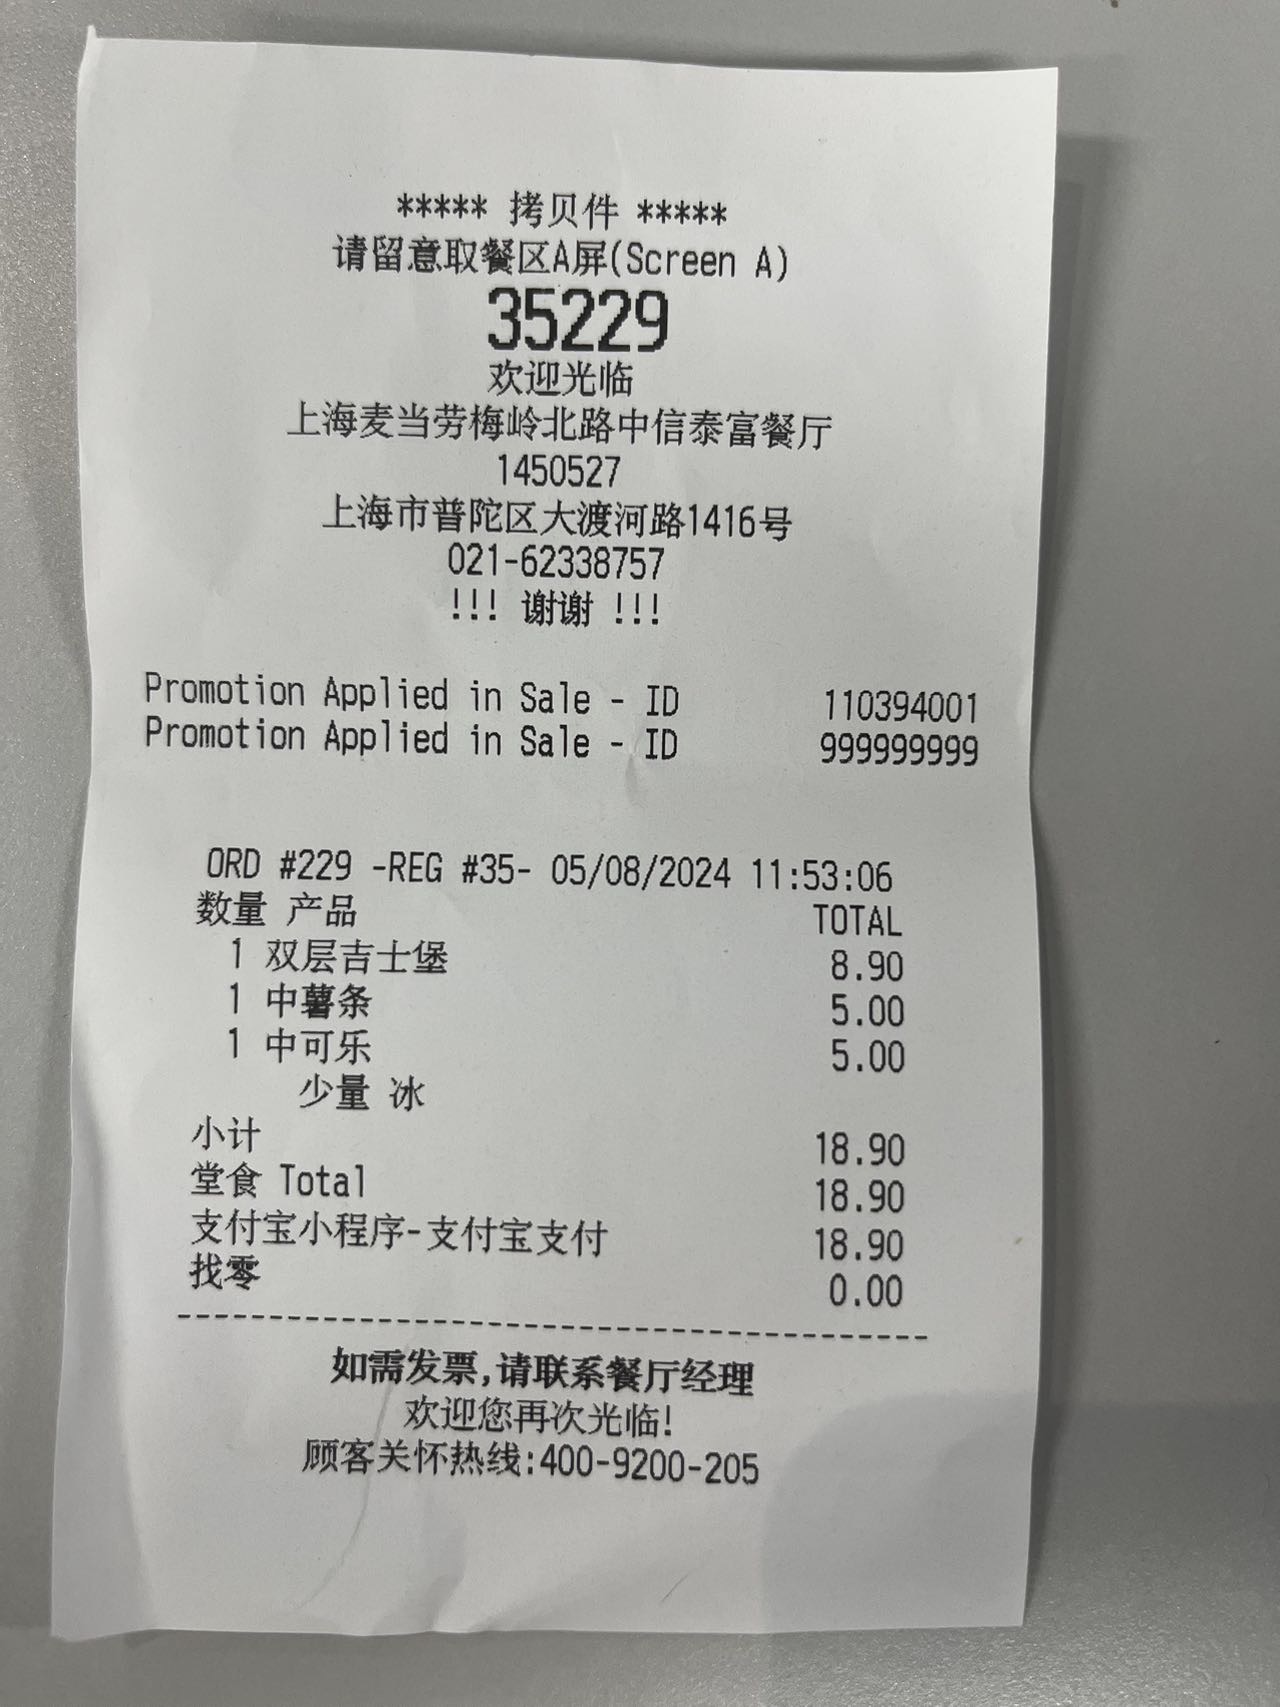 ***** 拷贝件 *****
请留意取餐区A屏(Screen A)
35229
欢迎光临
上海麦当劳梅岭北路中信泰富餐厅
1450527
上海市普陀区大渡河路1416号
021-62338757
!!! 谢谢 !!!
Promotion Applied in Sale - ID 110394001
Promotion Applied in Sale - ID 999999999
ORD #229 -REG #35- 05/08/2024 11:53:06
数量 产品 TOTAL
1 双层吉士堡 8.90
1 中薯条 5.00
1 中可乐 5.00
少量 冰
小计 18.90
堂食 Total 18.90
支付宝小程序-支付宝支付 18.90
找零 0.00
----------------------------------------
如需发票,请联系餐厅经理
欢迎您再次光临!
顾客关怀热线:400-9200-205